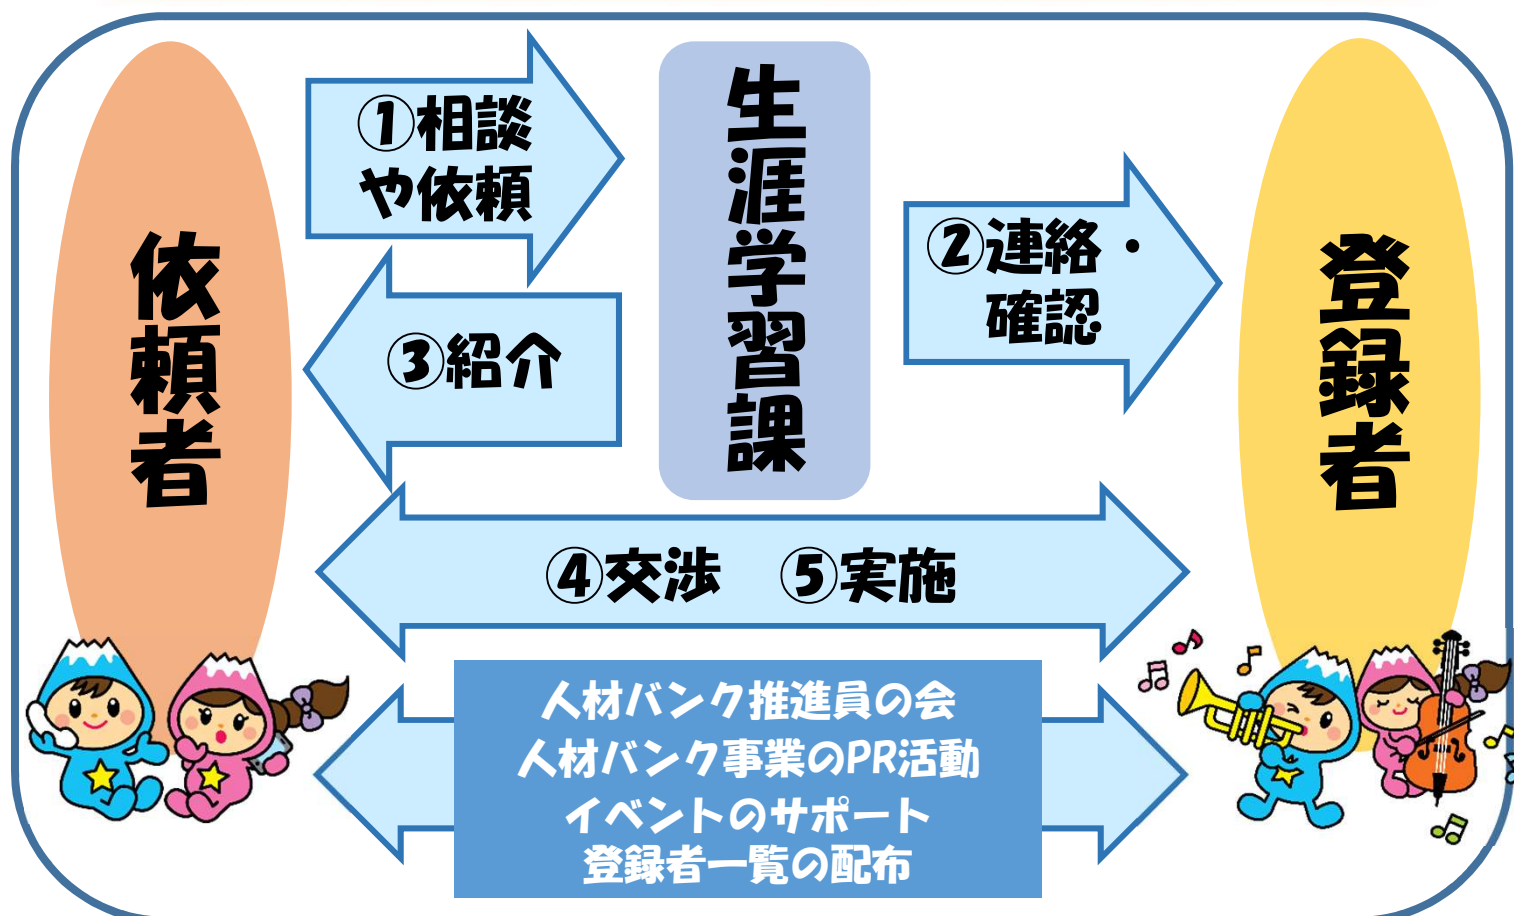 依頼者
①相談
や依頼
生涯学習課
②連絡・
確認
登録者
③紹介
④交渉　⑤実施
人材バンク推進員の会
人材バンク事業のPR活動
イベントのサポート
登録者一覧の配布